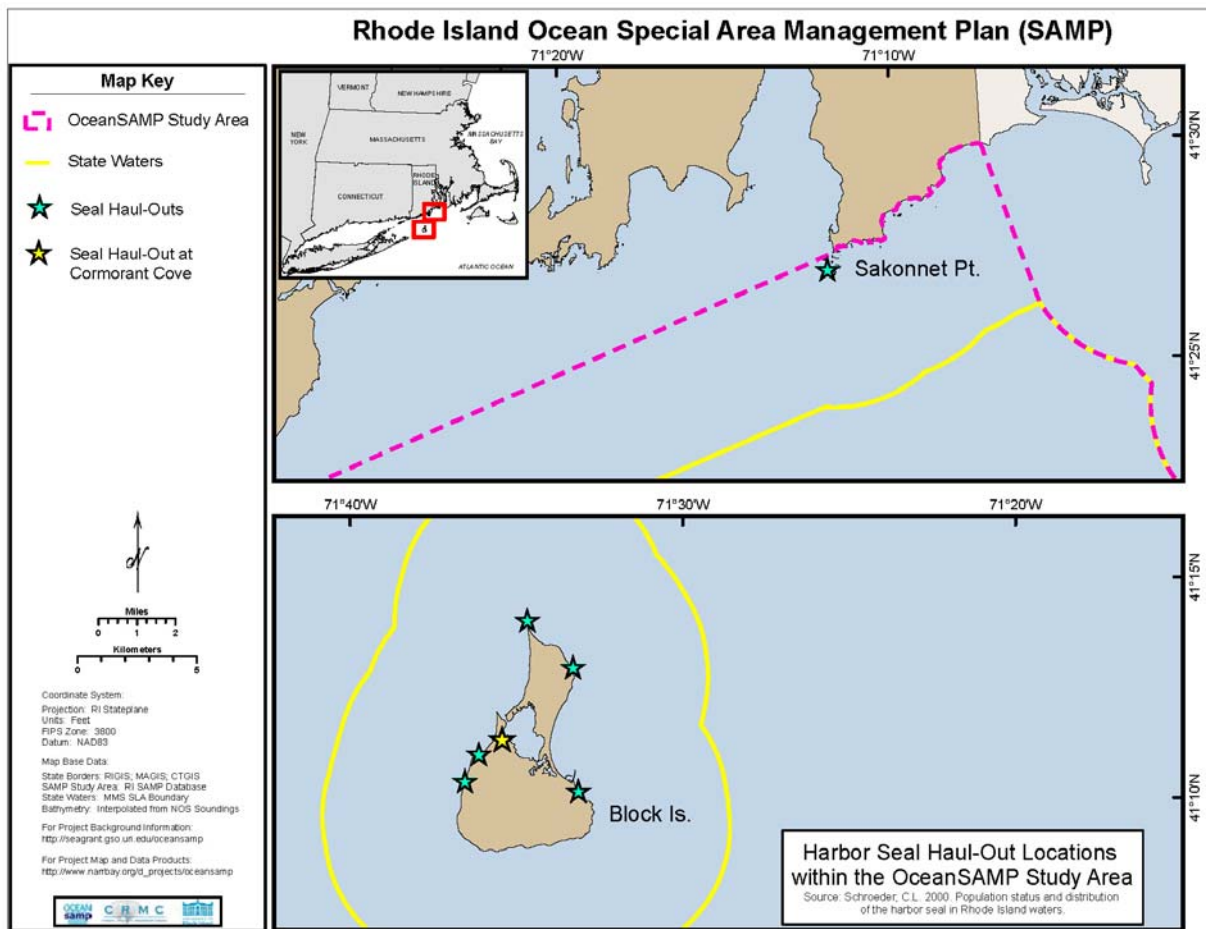 Rhode Island Ocean Special Area Management Plan (SAMP)
Map Key
OceanSAMP Study Area
State Waters
Seal Haul-Outs
Seal Haul-Out at
Cormorant Cove
N
Miles
0 1 2
Kilometers
0 5
Coordinate System:
Projection: RI Stateplane
Units: Feet
FIPS Zone: 3800
Datum: NAD83
Map Base Data:
State Borders: RIGIS; MAGIS; CTGIS
SAMP Study Area: RI SAMP Database
State Waters: MMS SLA Boundary
Bathymetry: Interpolated from NOS Soundings
For Project Background Information:
http://seagrant.gso.uri.edu/oceansamp
For Project Map and Data Products:
http://www.narrbay.org/d_projects/oceansamp
OCEAN
samp
CRMC
71°20'W
71°10'W
VERMONT
NEW HAMPSHIRE
NEW
YORK
MASSACHUSETTS
MASSACHUSETTS
BAY
CONNECTICUT
RHODE
ISLAND
ATLANTIC OCEAN
Sakonnet Pt.
41°30'N
41°25'N
71°40'W
71°30'W
71°20'W
41°15'N
41°10'N
Block Is.
Harbor Seal Haul-Out Locations
within the OceanSAMP Study Area
Source: Schroeder, C.L. 2000. Population status and distribution
of the harbor seal in Rhode Island waters.